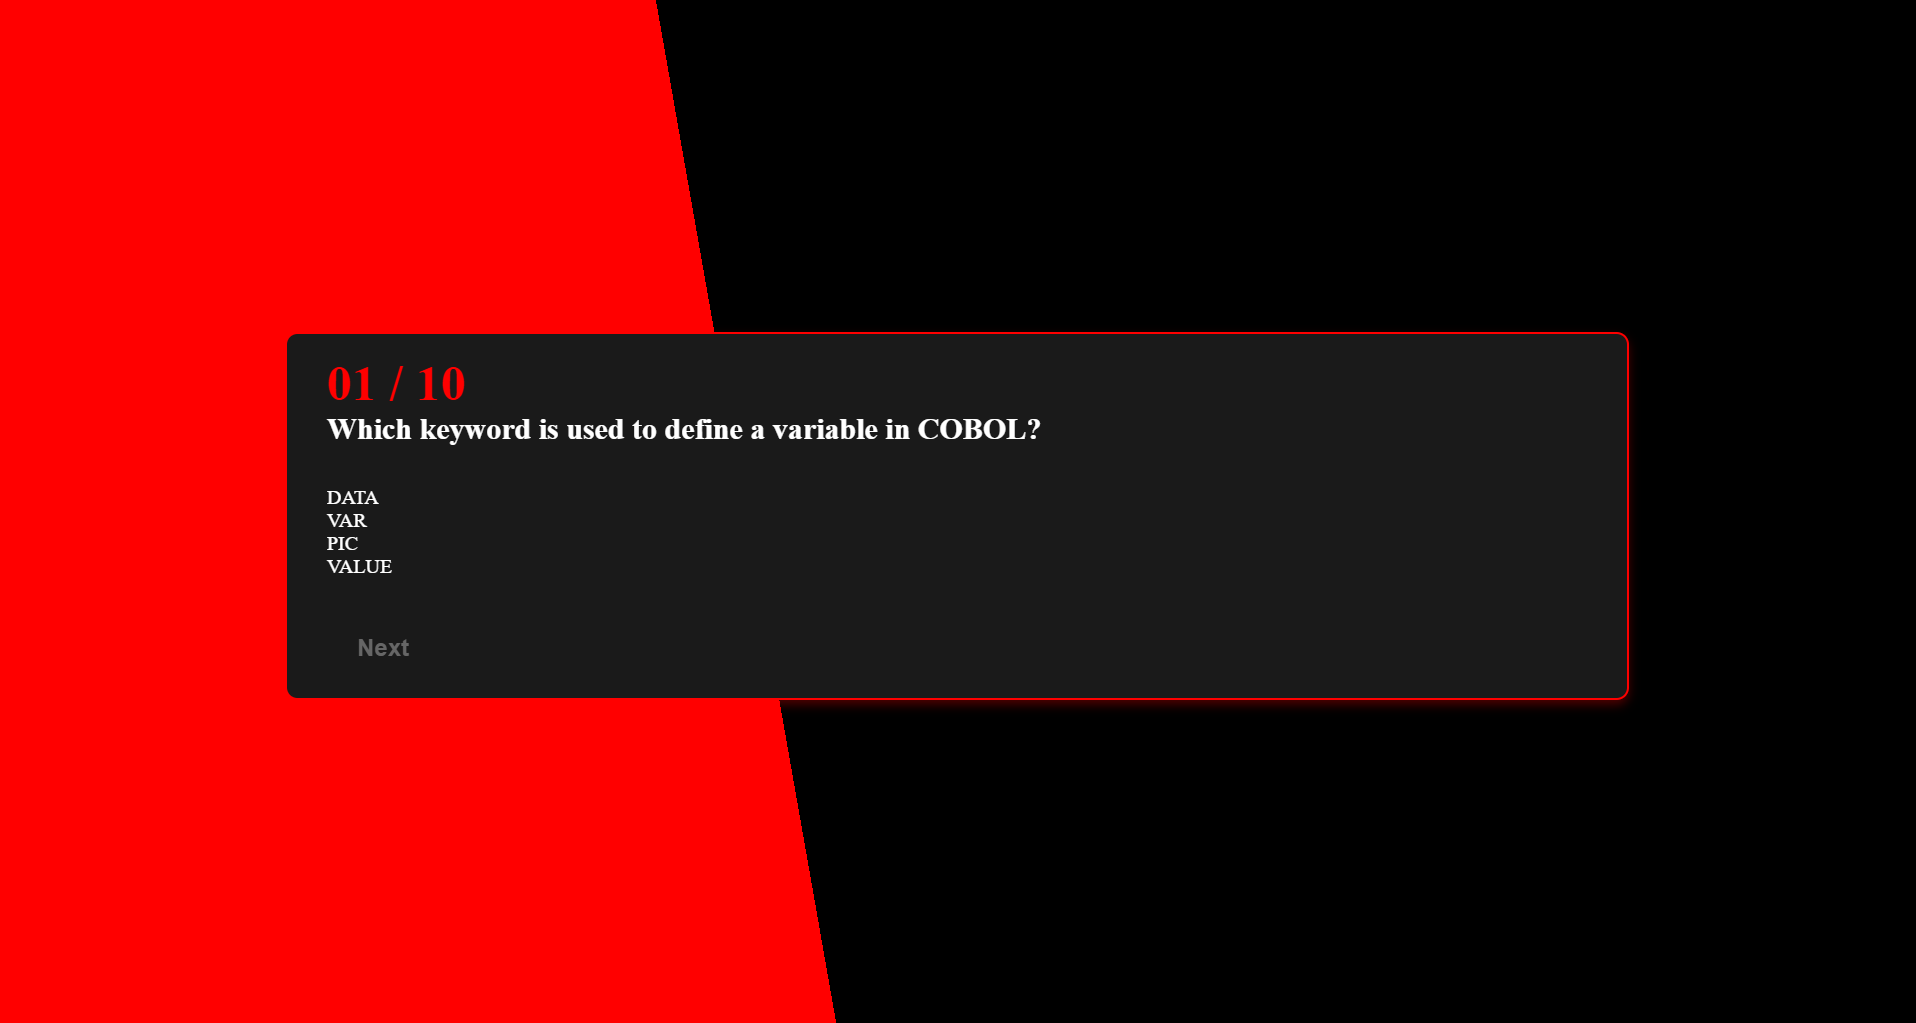 01 / 10
Which keyword is used to define a variable in COBOL?
DATA
VAR
PIC
VALUE
Next